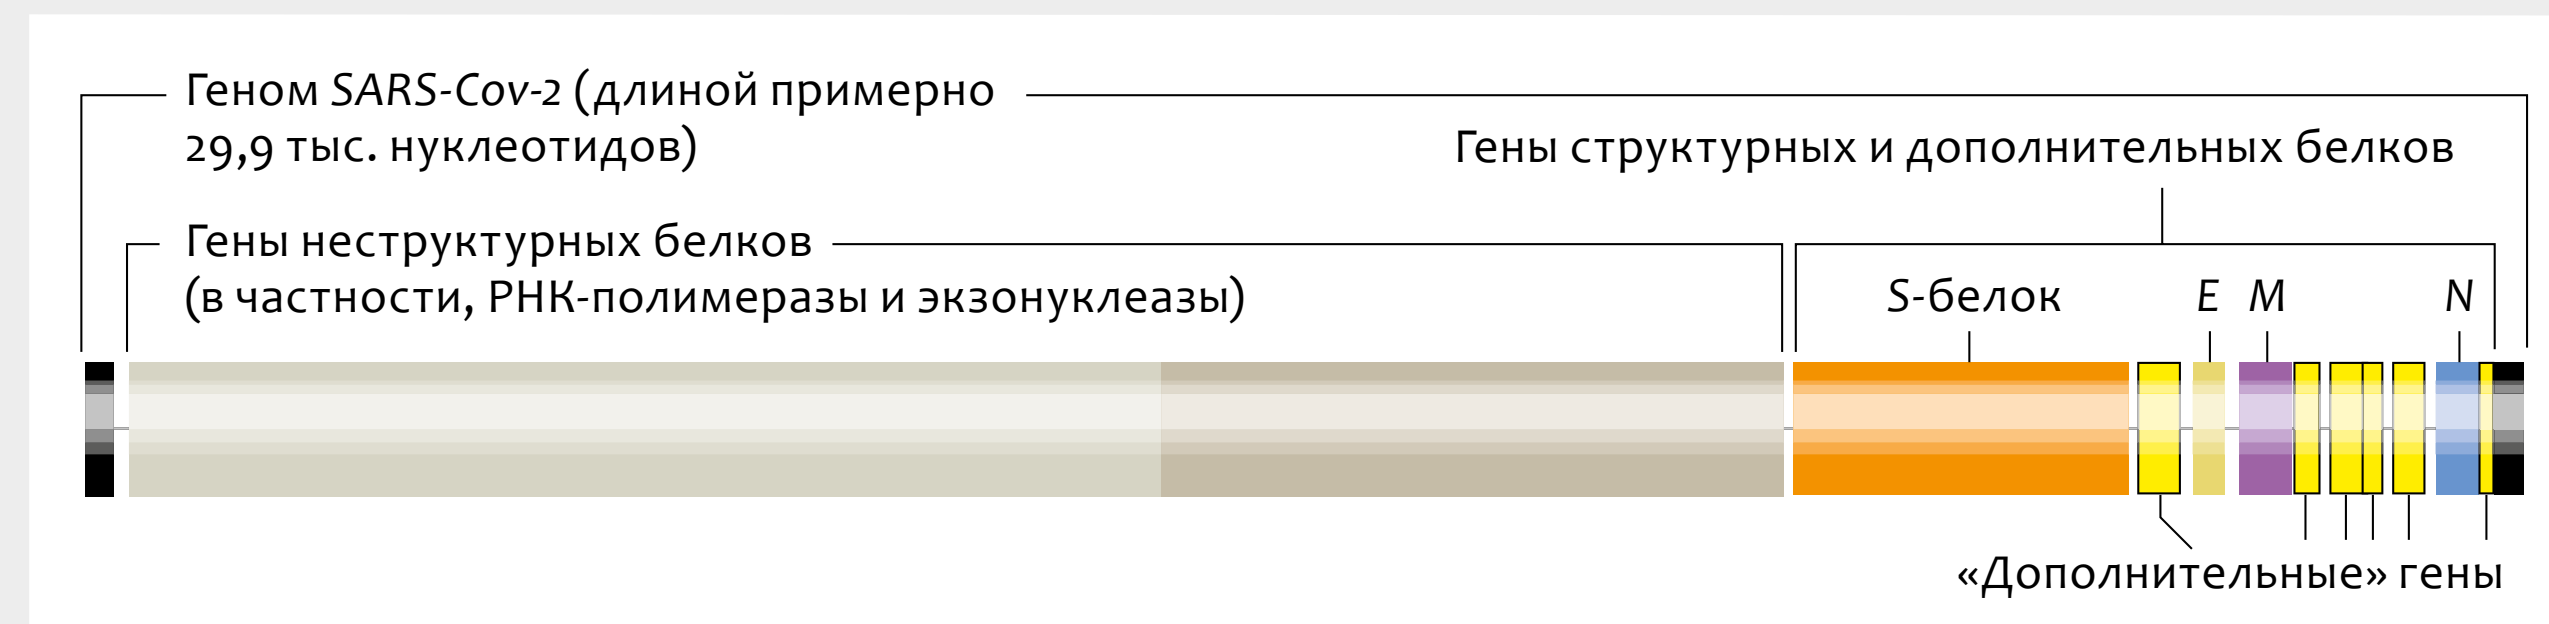 Геном SARS-Cov-2 (длиной примерно
29,9 тыс. нуклеотидов)
Гены структурных и дополнительных белков
Гены неструктурных белков
(в частности, РНК-полимеразы и экзонуклеазы)
S-белок E M N
«Дополнительные» гены